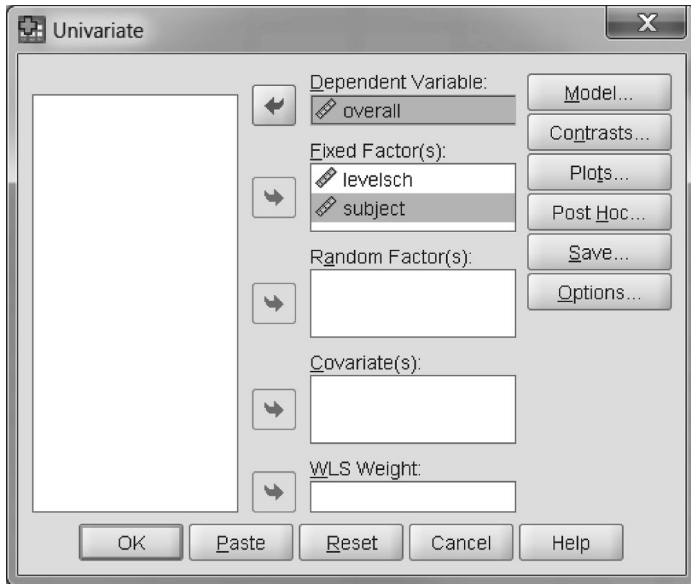 Univariate
X
Dependent Variable:
overall
Fixed Factor(s):
levelsch
subject
Random Factor(s):
Covariate(s):
WLS Weight:
Model...
Contrasts...
Plots...
Post Hoc...
Save...
Options...
OK
Paste
Reset
Cancel
Help